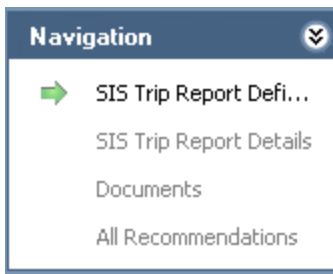 Navigation
SIS Trip Report Defi...
SIS Trip Report Details
Documents
All Recommendations